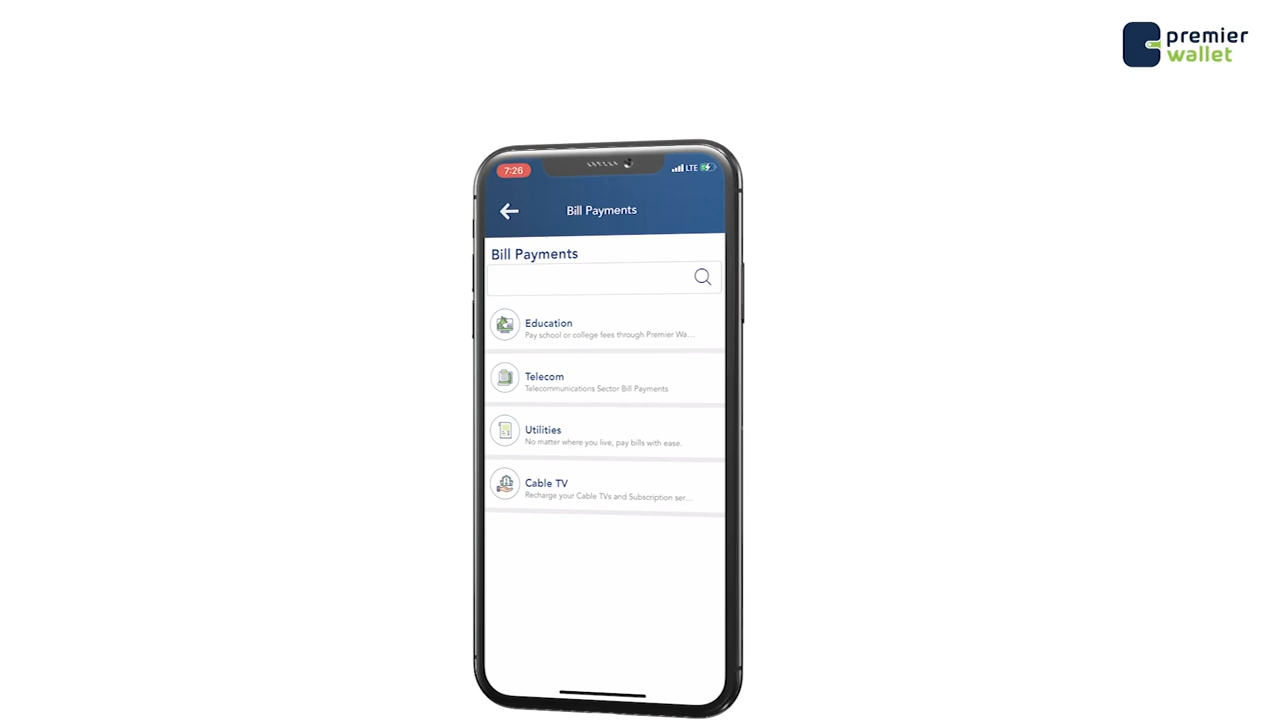 premier
wallet
7:26
LTE
Bill Payments
Bill Payments
Education
Pay school or college fees through Premier Wa...
Telecom
Telecommunications Sector Bill Payments
Utilities
No matter where you live, pay bills with ease.
Cable TV
Recharge your Cable TVs and Subscription ser...